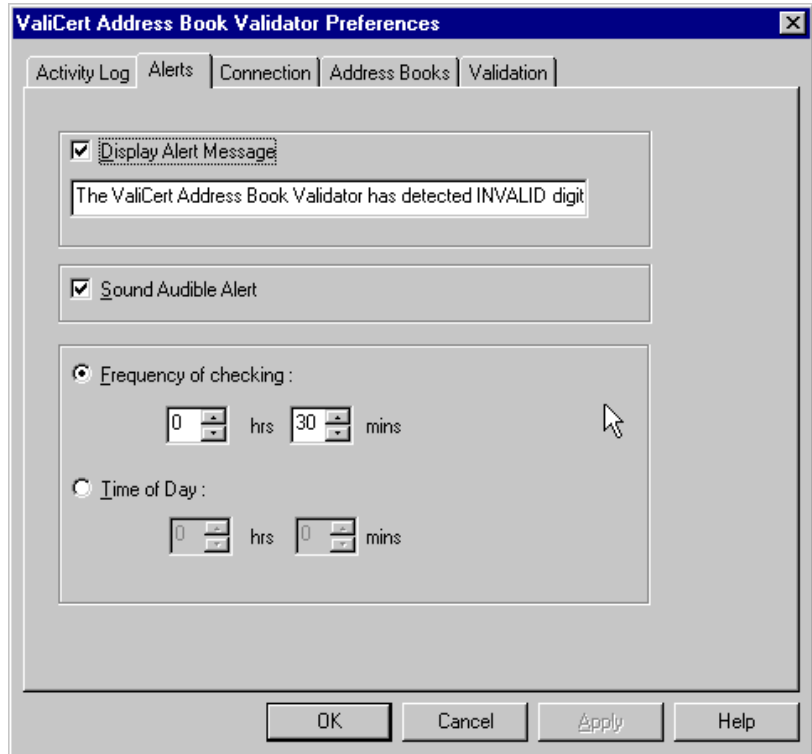 ValiCert Address Book Validator Preferences
Activity Log Alerts Connection Address Books Validation
Display Alert Message
The ValiCert Address Book Validator has detected INVALID digit
Sound Audible Alert
Frequency of checking :
0 hrs 30 mins
Time of Day :
0 hrs 0 mins
OK Cancel Apply Help